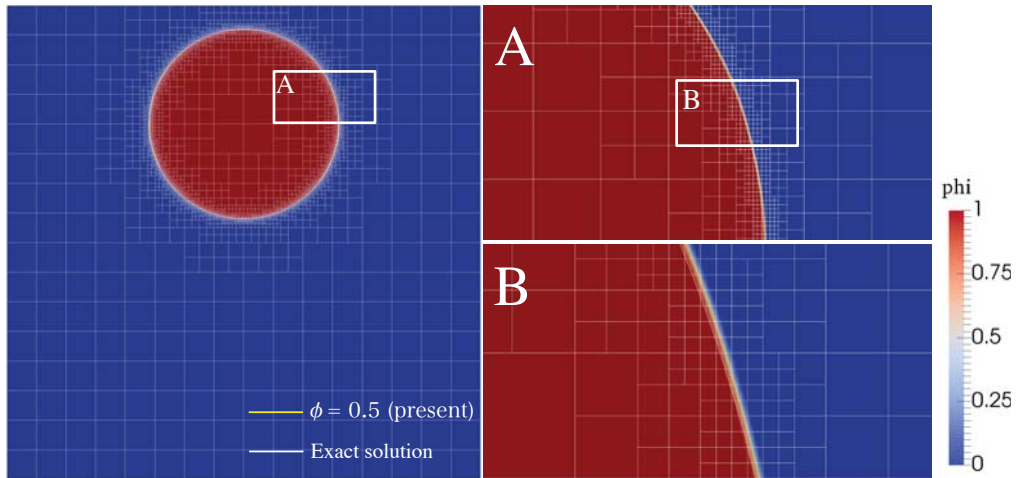 A
ϕ = 0.5 (present)
Exact solution
A
B
B
phi
1
0.75
0.5
0.25
0